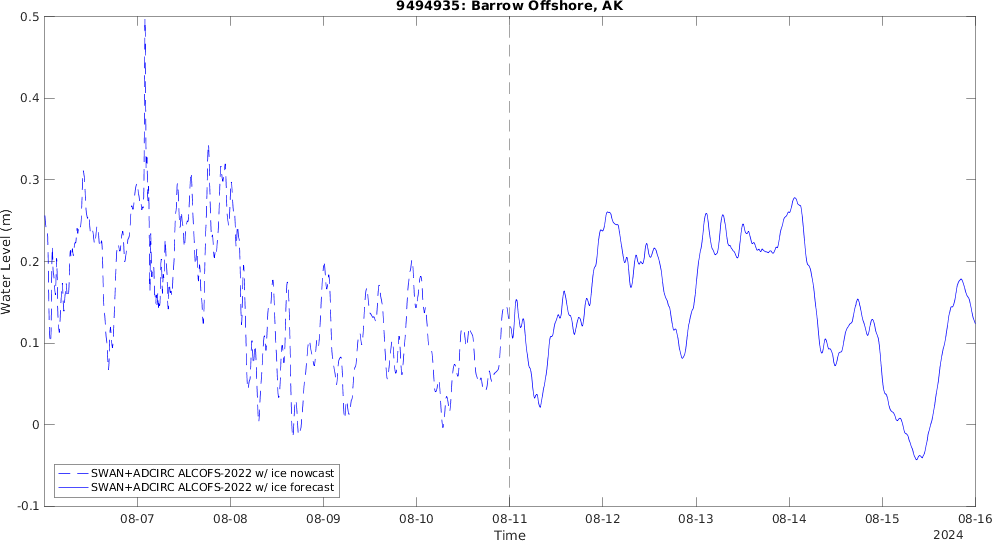 9494935: Barrow Offshore, AK
0.5
0.4
0.3
0.2
0.1
0
-0.1
Water Level (m)
SWAN+ADCIRC ALCOFS-2022 w/ ice nowcast
SWAN+ADCIRC ALCOFS-2022 w/ ice forecast
08-07 08-08 08-09 08-10 08-11 08-12 08-13 08-14 08-15 08-16
Time
2024